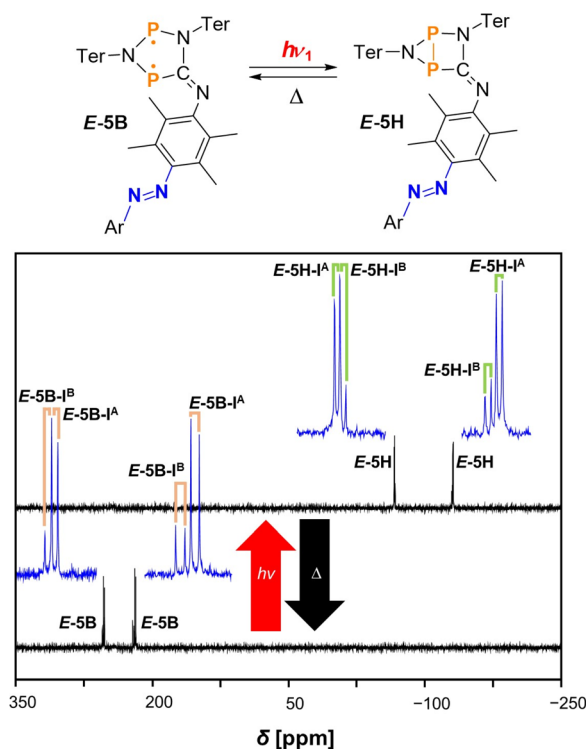 P N Ter
Ter N
P C
N
E-5B
N
N
Ar
hν₁
Δ
Ter
P N
Ter N
P C
N
E-5H
N
N
Ar
E-5H-Iᴬ E-5H-Iᴮ E-5H-Iᴬ
E-5H-Iᴮ
E-5B-Iᴮ E-5B-Iᴬ
E-5B-Iᴬ
E-5B-Iᴮ
E-5H E-5H
hν Δ
E-5B E-5B
350 200 50 −100 −250
δ [ppm]